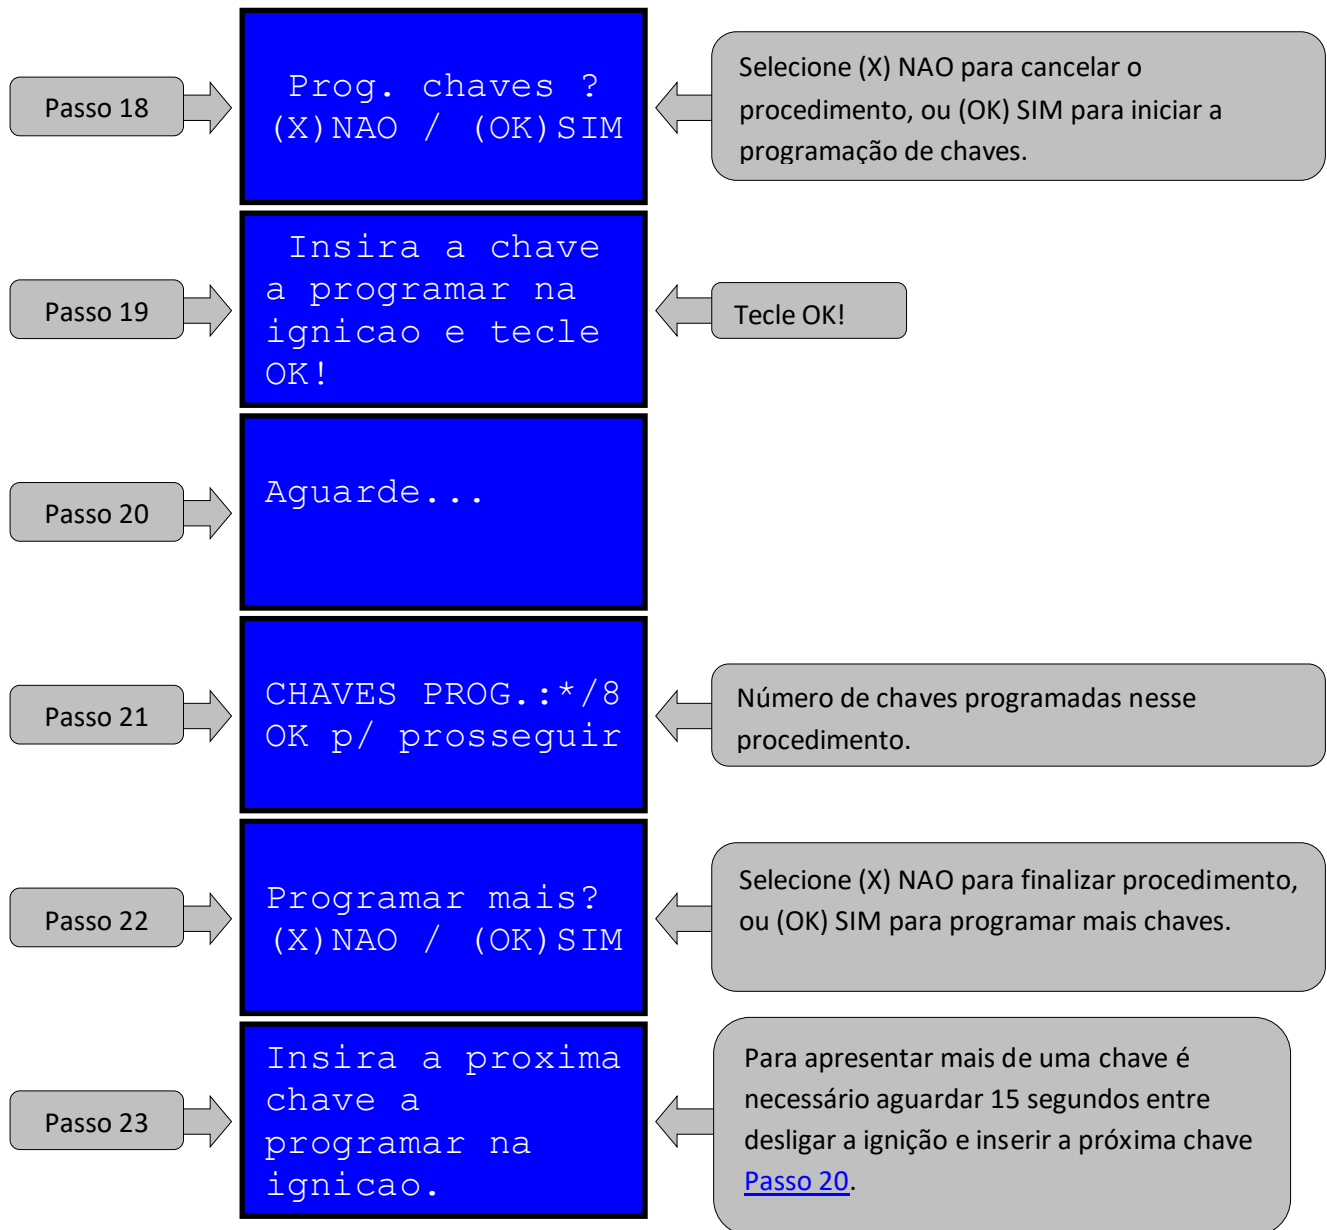 Passo 18
Prog. chaves ?
(X)NAO / (OK)SIM
Selecione (X) NAO para cancelar o
procedimento, ou (OK) SIM para iniciar a
programação de chaves.
Passo 19
Insira a chave
a programar na
ignicao e tecle
OK!
Tecle OK!
Passo 20
Aguarde...
Passo 21
CHAVES PROG.:*/8
OK p/ prosseguir
Número de chaves programadas nesse
procedimento.
Passo 22
Programar mais?
(X)NAO / (OK)SIM
Selecione (X) NAO para finalizar procedimento,
ou (OK) SIM para programar mais chaves.
Passo 23
Insira a proxima
chave a
programar na
ignicao.
Para apresentar mais de uma chave é
necessário aguardar 15 segundos entre
desligar a ignição e inserir a próxima chave
Passo 20.